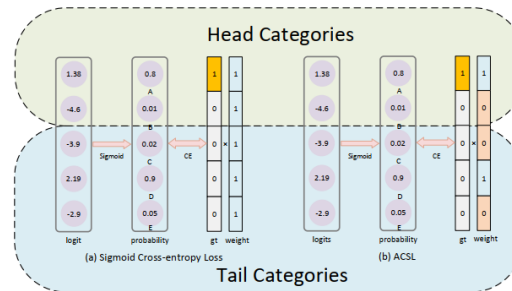 Head Categories
1.38 0.8 1 1 1.38 0.8 1 1
A A
-4.6 0.01 0 1 -4.6 0.01 0 0
B B
-3.9 Sigmoid 0.02 CE 0 × 1 -3.9 Sigmoid 0.02 CE 0 × 0
C C
2.19 0.9 0 1 2.19 0.9 0 1
D D
-2.9 0.05 0 1 -2.9 0.05 0 0
E E
logit probability gt weight logits probability gt weight
(a) Sigmoid Cross-entropy Loss (b) ACSL
Tail Categories